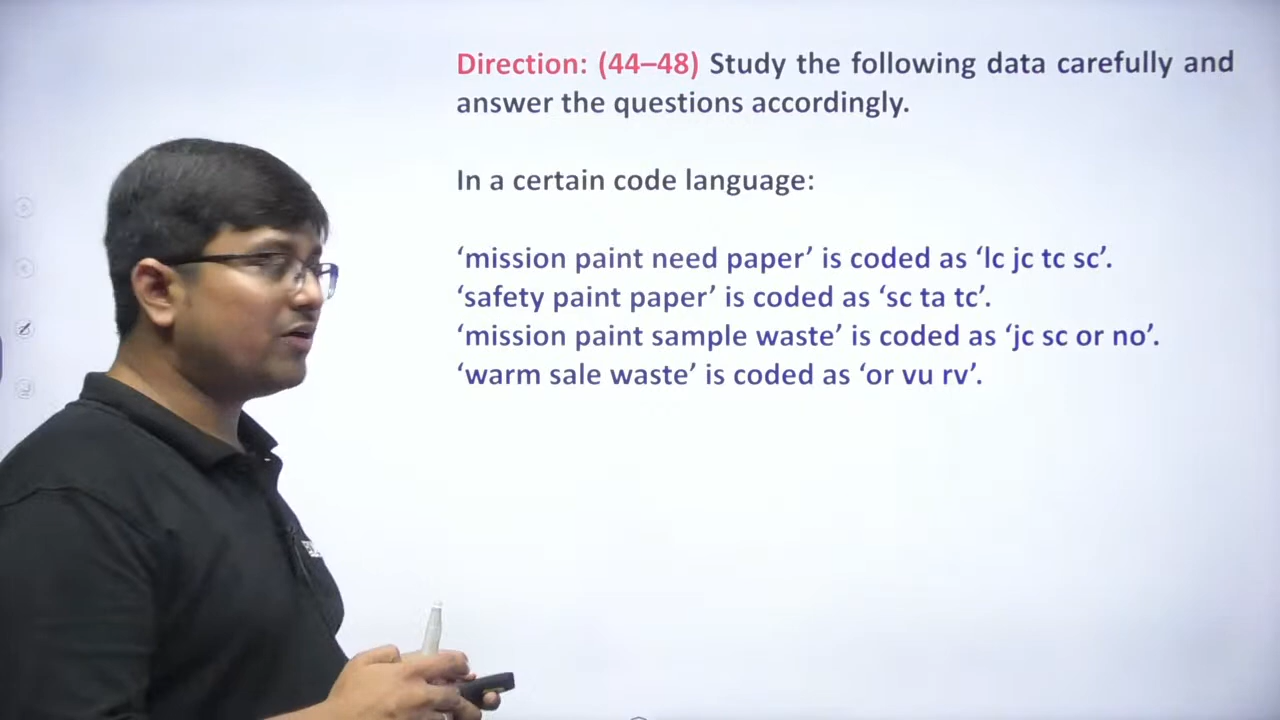 Direction: (44–48) Study the following data carefully and
answer the questions accordingly.
In a certain code language:
‘mission paint need paper’ is coded as ‘lc jc tc sc’.
‘safety paint paper’ is coded as ‘sc ta tc’.
‘mission paint sample waste’ is coded as ‘jc sc or no’.
‘warm sale waste’ is coded as ‘or vu rv’.